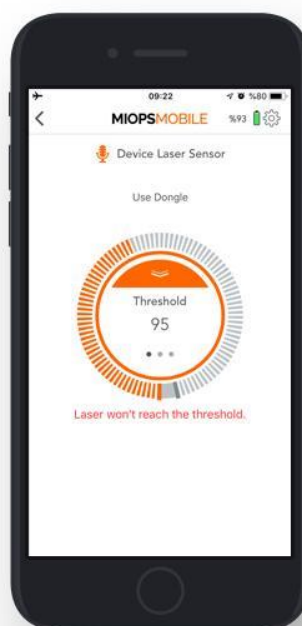 09:22
%80
MIOPSMOBILE
%93
Device Laser Sensor
Use Dongle
Threshold
95
Laser won't reach the threshold.